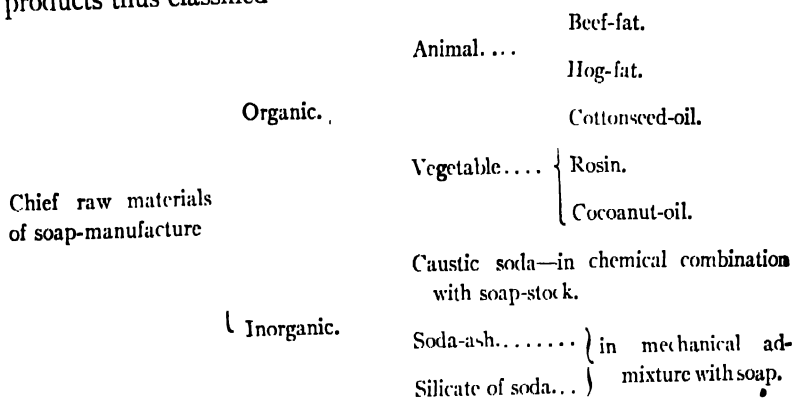 products thus classified
Beef-fat.
Animal....
Hog-fat.
Organic.
Cottonseed-oil.
Vegetable.... { Rosin.
Chief raw materials
of soap-manufacture
Cocoanut-oil.
Caustic soda—in chemical combination
with soap-stock.
{ Inorganic.
Soda-ash........ } in mechanical ad-
mixture with soap.
Silicate of soda... }